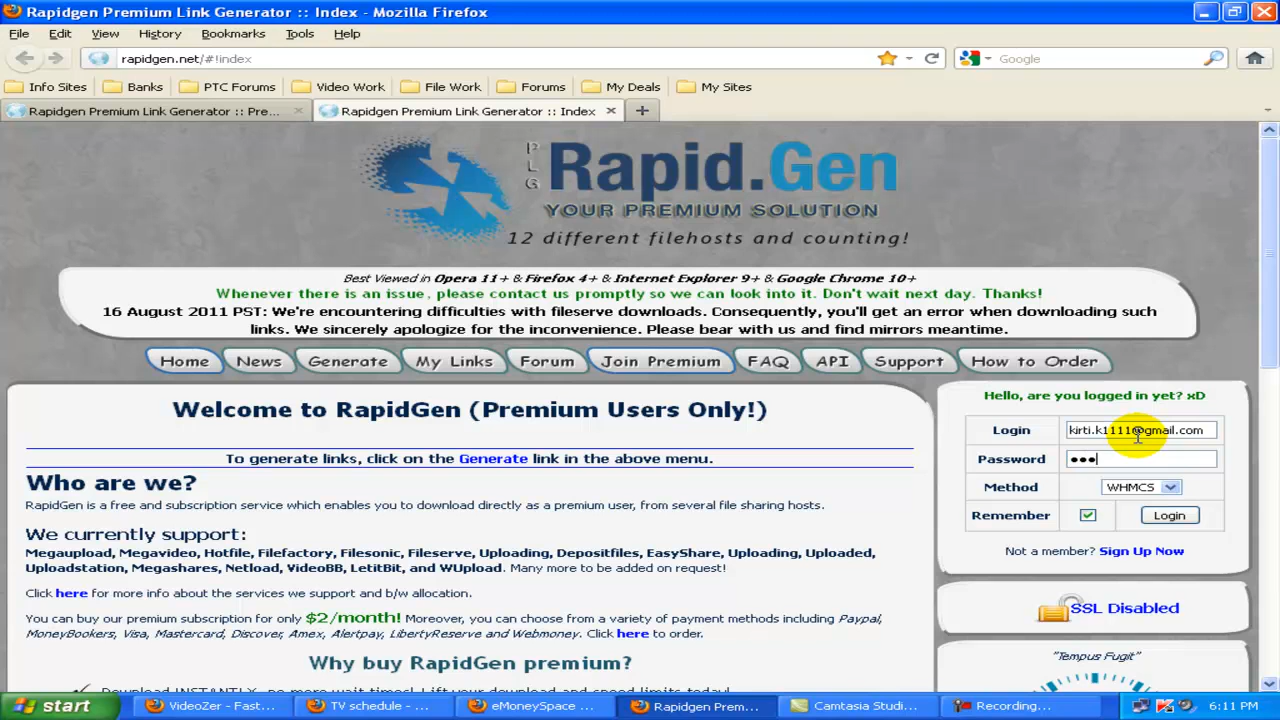 Rapidgen Premium Link Generator :: Index - Mozilla Firefox
File Edit View History Bookmarks Tools Help
rapidgen.net/#!index
Google
Info Sites Banks PTC Forums Video Work File Work Forums My Deals My Sites
Rapidgen Premium Link Generator :: Pre...
Rapidgen Premium Link Generator :: Index
PLG
Rapid.Gen
YOUR PREMIUM SOLUTION
12 different filehosts and counting!
Best Viewed in Opera 11+ & Firefox 4+ & Internet Explorer 9+ & Google Chrome 10+
Whenever there is an issue, please contact us promptly so we can look into it. Don't wait next day. Thanks!
16 August 2011 PST: We're encountering difficulties with fileserve downloads. Consequently, you'll get an error when downloading such
links. We sincerely apologize for the inconvenience. Please bear with us and find mirrors meantime.
Home News Generate My Links Forum Join Premium FAQ API Support How to Order
Welcome to RapidGen (Premium Users Only!)
To generate links, click on the Generate link in the above menu.
Who are we?
RapidGen is a free and subscription service which enables you to download directly as a premium user, from several file sharing hosts.
We currently support:
Megaupload, Megavideo, Hotfile, Filefactory, Filesonic, Fileserve, Uploading, Depositfiles, EasyShare, Uploading, Uploaded,
Uploadstation, Megashares, Netload, VideoBB, LetitBit, and WUpload. Many more to be added on request!
Click here for more info about the services we support and b/w allocation.
You can buy our premium subscription for only $2/month! Moreover, you can choose from a variety of payment methods including Paypal,
MoneyBookers, Visa, Mastercard, Discover, Amex, Alertpay, LibertyReserve and Webmoney. Click here to order.
Why buy RapidGen premium?
Download INSTANTLY, no more wait times! Lift your download and speed limits today!
Hello, are you logged in yet? xD
Login kirti.k1111@gmail.com
Password •••
Method WHMCS
Remember Login
Not a member? Sign Up Now
SSL Disabled
"Tempus Fugit"
start
VideoZer - Fast...
TV schedule - ...
eMoneySpace ...
Rapidgen Prem...
Camtasia Studi...
Recording...
6:11 PM